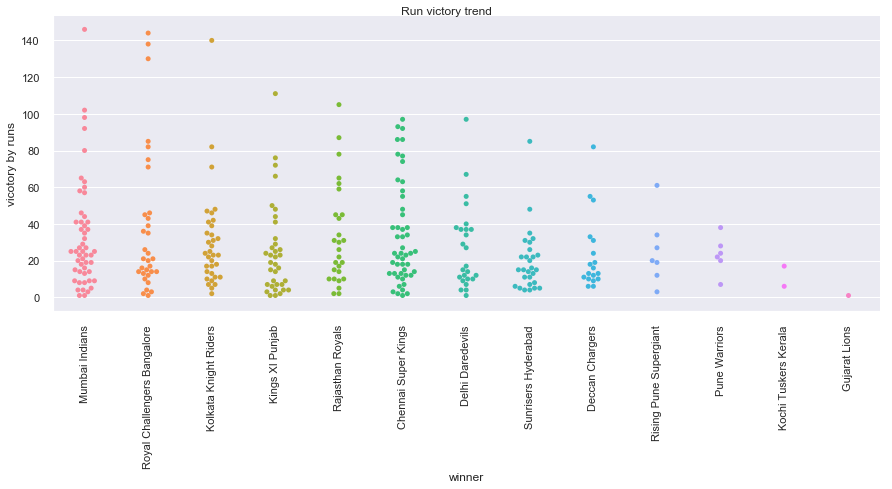 Run victory trend
vicotory by runs
140
120
100
80
60
40
20
0
Mumbai Indians
Royal Challengers Bangalore
Kolkata Knight Riders
Kings XI Punjab
Rajasthan Royals
Chennai Super Kings
Delhi Daredevils
Sunrisers Hyderabad
Deccan Chargers
Rising Pune Supergiant
Pune Warriors
Kochi Tuskers Kerala
Gujarat Lions
winner